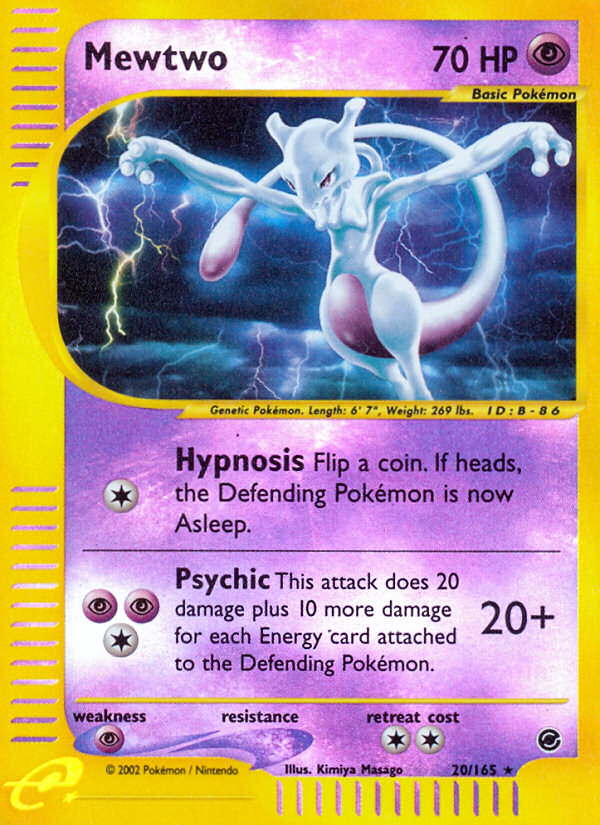 Mewtwo 70 HP
Basic Pokémon
Genetic Pokémon. Length: 6' 7", Weight: 269 lbs. ID: B-86
Hypnosis Flip a coin. If heads,
the Defending Pokémon is now
Asleep.
Psychic This attack does 20
damage plus 10 more damage
for each Energy card attached
to the Defending Pokémon.
20+
weakness resistance retreat cost
© 2002 Pokémon / Nintendo Illus. Kimiya Masago 20/165 ★
e